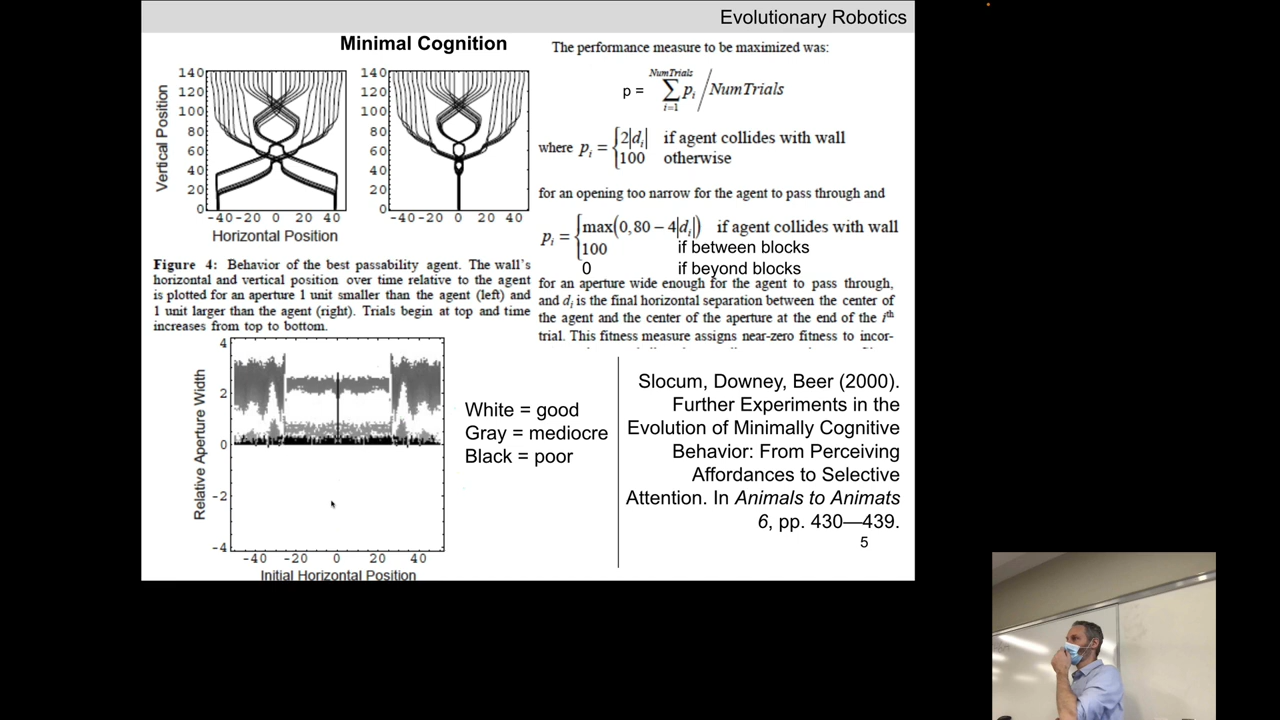 Evolutionary Robotics
Minimal Cognition
140
120
100
80
60
40
20
0
Vertical Position
-40 -20 0 20 40
Horizontal Position
140
120
100
80
60
40
20
0
-40 -20 0 20 40
Figure 4: Behavior of the best passability agent. The wall's
horizontal and vertical position over time relative to the agent
is plotted for an aperture 1 unit smaller than the agent (left) and
1 unit larger than the agent (right). Trials begin at top and time
increases from top to bottom.
The performance measure to be maximized was:
p = NumTrials ∑ i=1 p_i / NumTrials
where p_i = { 2|d_i| if agent collides with wall
100 otherwise
for an opening too narrow for the agent to pass through and
p_i = { max(0,80 − 4|d_i|) if agent collides with wall
100 if between blocks
0 if beyond blocks
for an aperture wide enough for the agent to pass through,
and d_i is the final horizontal separation between the center of
the agent and the center of the aperture at the end of the i^th
trial. This fitness measure assigns near-zero fitness to incor-
4
2
0
-2
-4
Relative Aperture Width
-40 -20 0 20 40
Initial Horizontal Position
White = good
Gray = mediocre
Black = poor
Slocum, Downey, Beer (2000).
Further Experiments in the
Evolution of Minimally Cognitive
Behavior: From Perceiving
Affordances to Selective
Attention. In Animals to Animats
6, pp. 430—439.
5